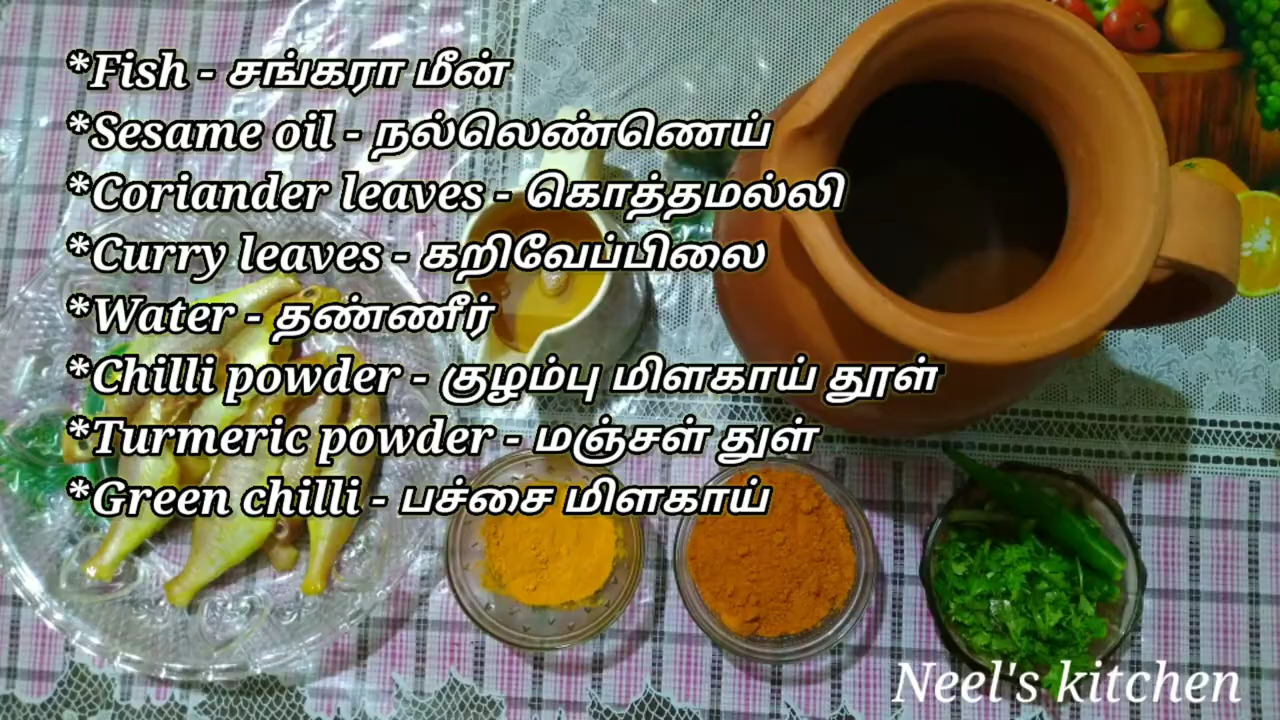 *Fish - சங்கரா மீன்
*Sesame oil - நல்லெண்ணெய்
*Coriander leaves - கொத்தமல்லி
*Curry leaves - கறிவேப்பிலை
*Water - தண்ணீர்
*Chilli powder - குழம்பு மிளகாய் தூள்
*Turmeric powder - மஞ்சள் துள்
*Green chilli - பச்சை மிளகாய்
Neel's kitchen